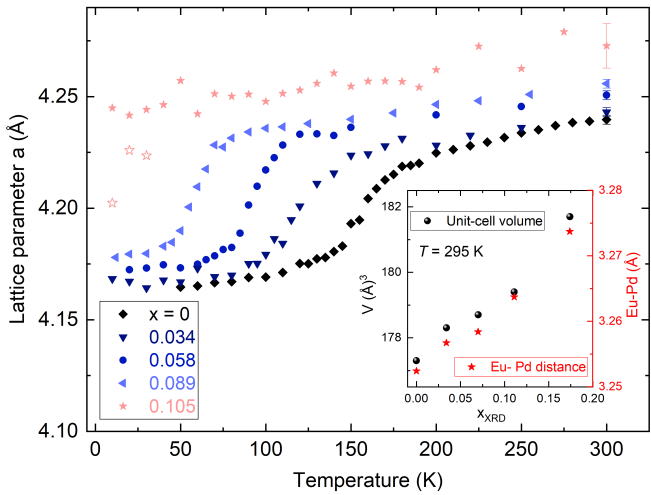 4.25
4.20
4.15
4.10
Lattice parameter a (Å)
0 50 100 150 200 250 300
Temperature (K)
x = 0
0.034
0.058
0.089
0.105
182
180
178
V (Å)^3
Unit-cell volume
T = 295 K
Eu- Pd distance
3.28
3.27
3.26
3.25
Eu-Pd (Å)
0.00 0.05 0.10 0.15 0.20
x_XRD